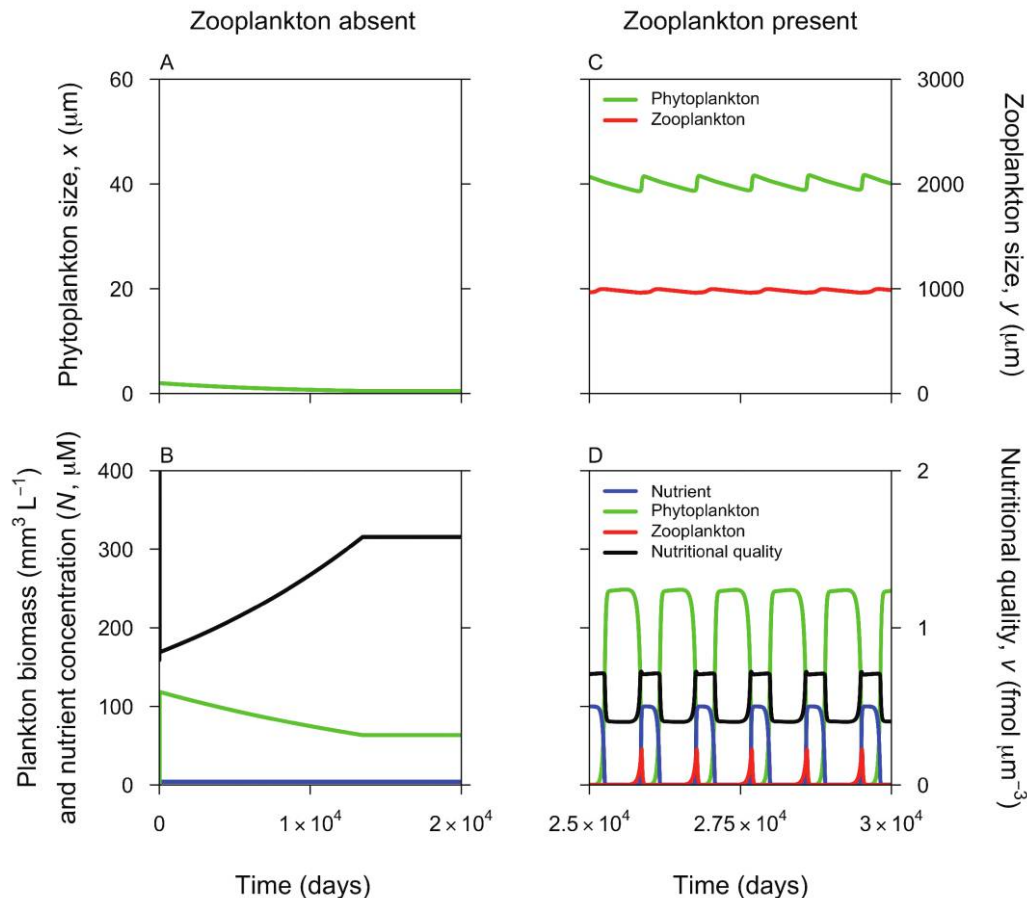 Zooplankton absent
Zooplankton present
A
C
60
40
20
0
Phytoplankton size, x (μm)
Phytoplankton
Zooplankton
3000
2000
1000
0
Zooplankton size, y (μm)
B
D
400
300
200
100
0
Plankton biomass (mm³ L⁻¹)
and nutrient concentration (N, μM)
Nutrient
Phytoplankton
Zooplankton
Nutritional quality
2
1
0
Nutritional quality, v (fmol μm⁻³)
0
1 × 10⁴
2 × 10⁴
2.5 × 10⁴
2.75 × 10⁴
3 × 10⁴
Time (days)
Time (days)